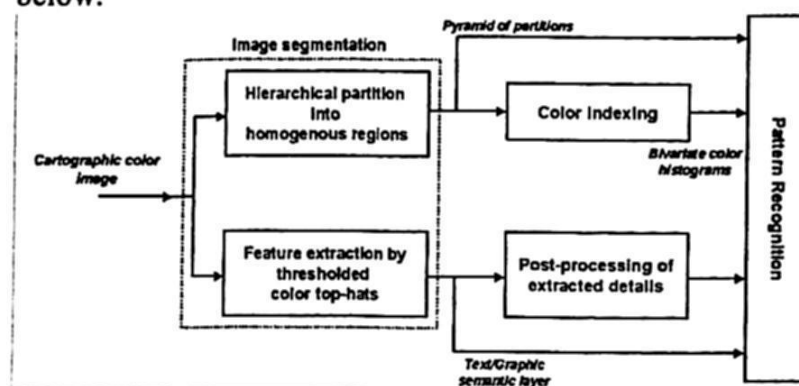 below.
Image segmentation
Pyramid of partitions
Hierarchical partition
into
homogenous regions
Color Indexing
Cartographic color
image
Bivariate color
histograms
Pattern Recognition
Feature extraction by
thresholded
color top-hats
Post-processing of
extracted details
Text/Graphic
semantic layer